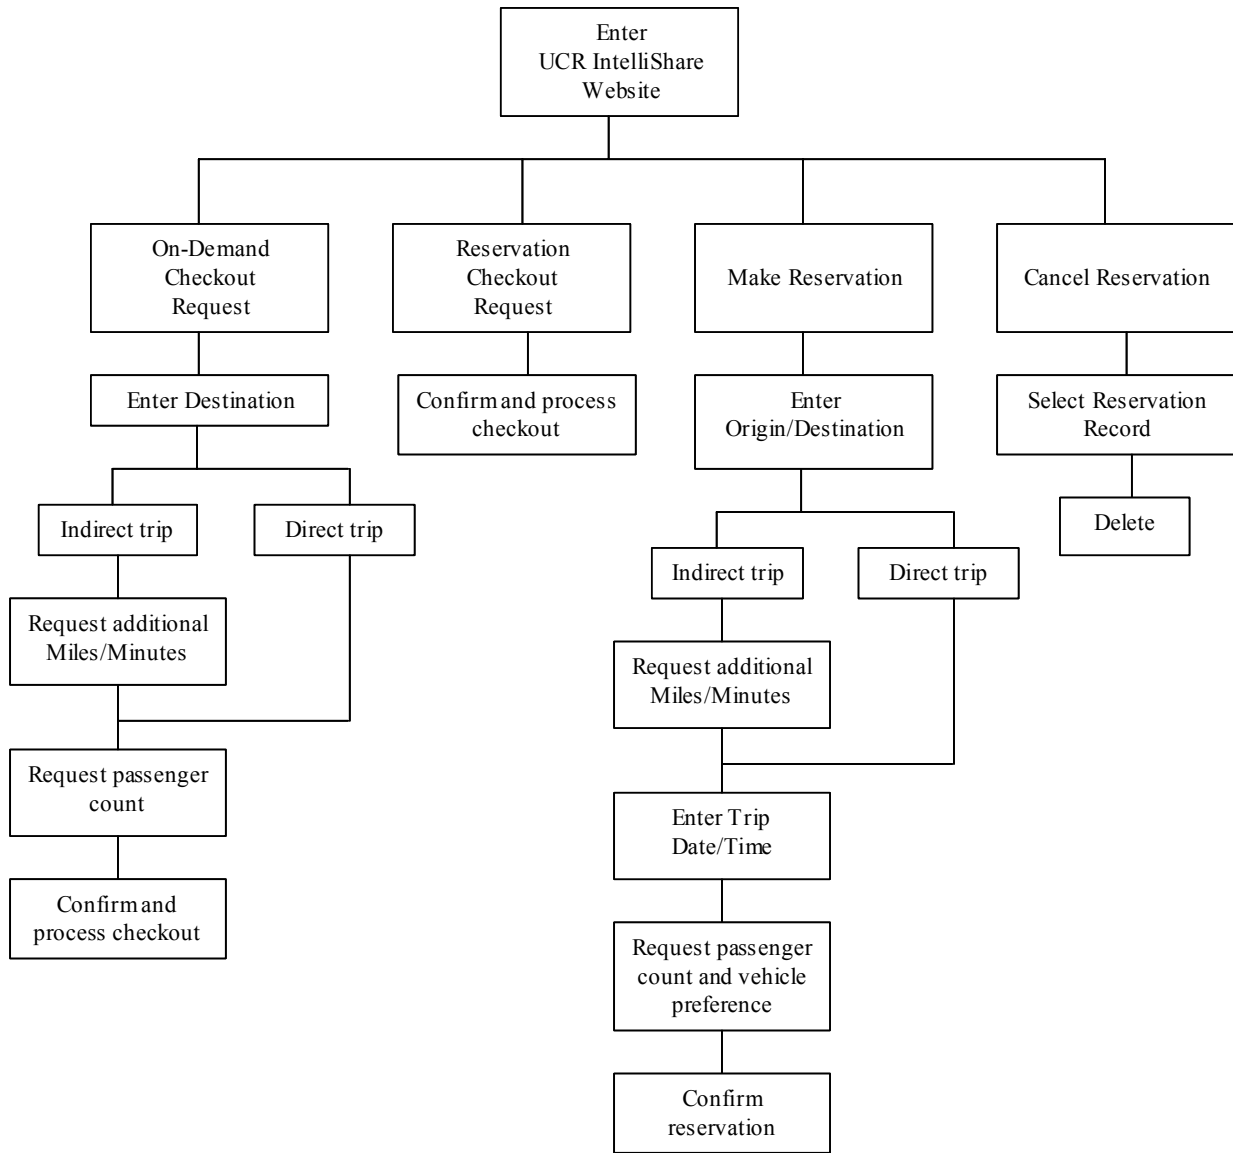 Enter
UCR IntelliShare
Website
On-Demand
Checkout
Request
Reservation
Checkout
Request
Make Reservation
Cancel Reservation
Enter Destination
Confirm and process
checkout
Enter
Origin/Destination
Select Reservation
Record
Indirect trip
Direct trip
Delete
Indirect trip
Direct trip
Request additional
Miles/Minutes
Request additional
Miles/Minutes
Request passenger
count
Enter Trip
Date/Time
Confirm and
process checkout
Request passenger
count and vehicle
preference
Confirm
reservation